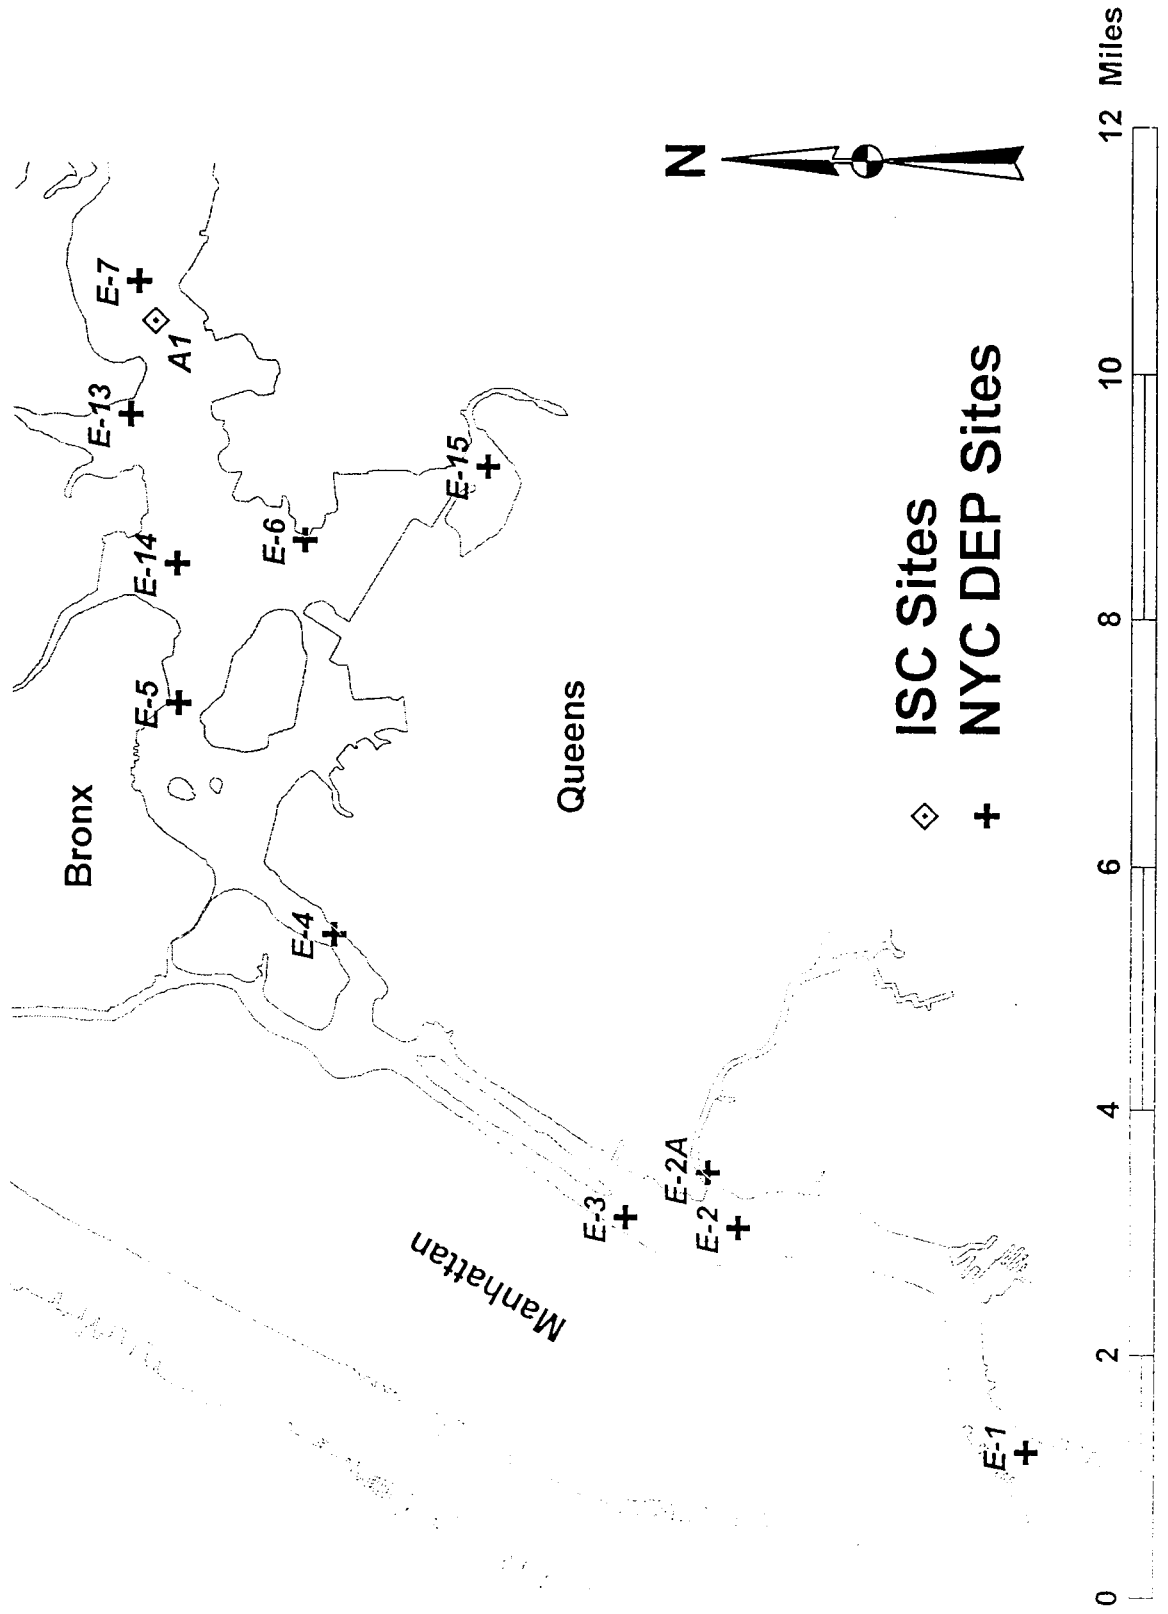 Bronx
E-13
E-7
A1
E-14
E-5
E-6
E-15
E-4
Queens
Manhattan
E-3
E-2A
E-2
E-1
N
ISC Sites
NYC DEP Sites
0 2 4 6 8 10 12 Miles